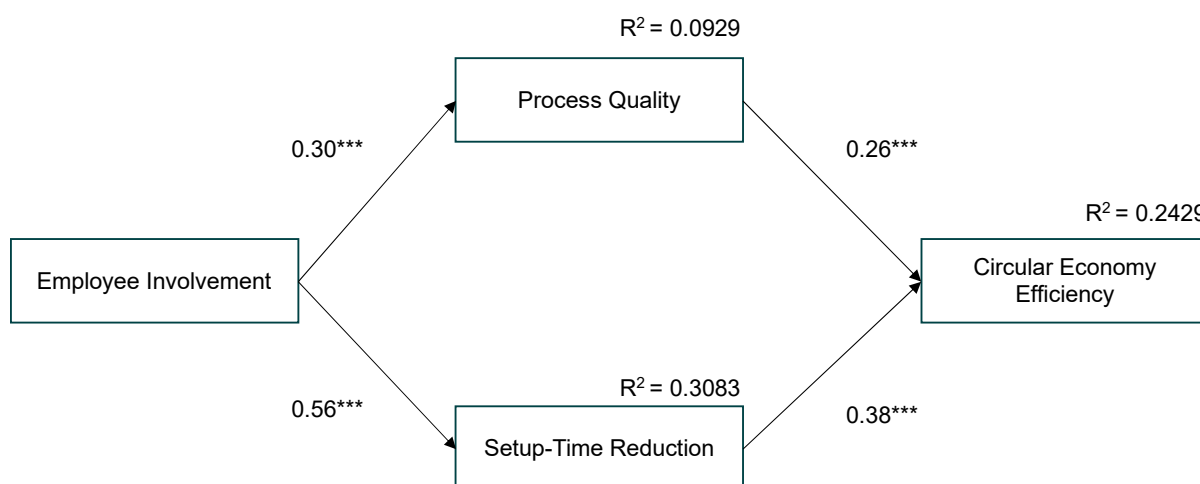 R² = 0.0929
Process Quality
0.30***
0.26***
R² = 0.2429
Employee Involvement
Circular Economy
Efficiency
R² = 0.3083
0.56***
0.38***
Setup-Time Reduction